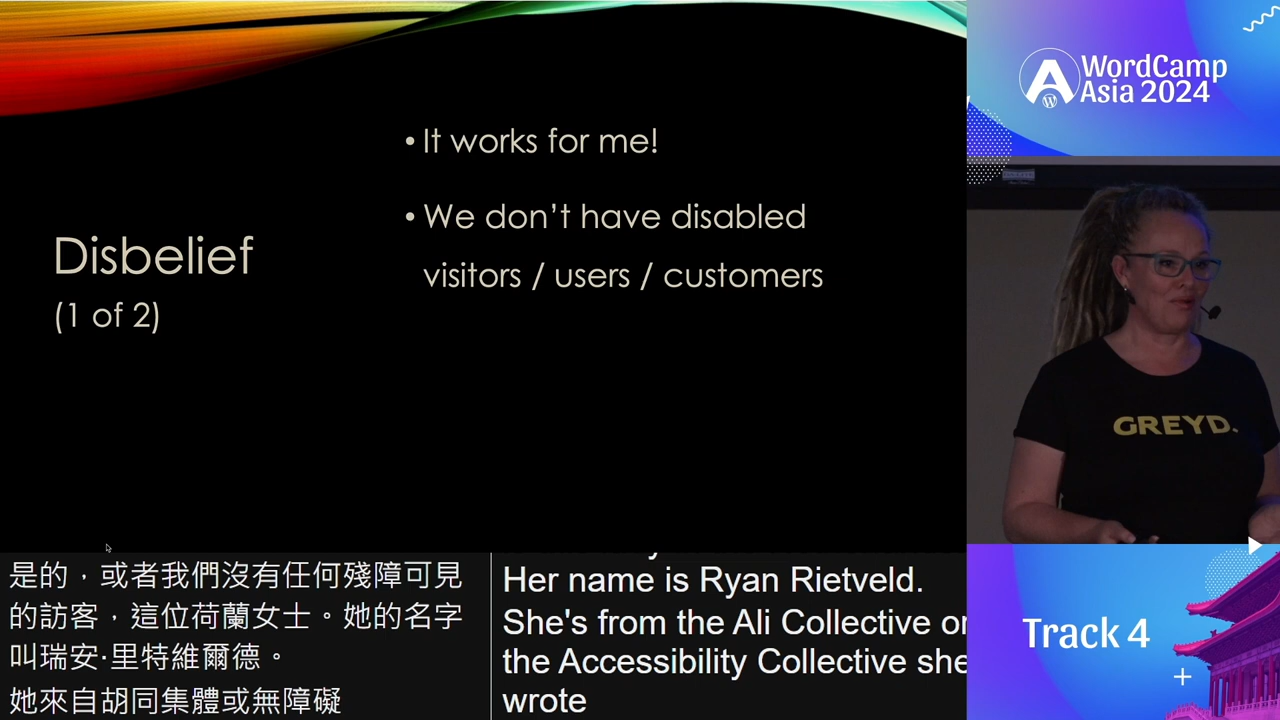 Disbelief
(1 of 2)
• It works for me!
• We don’t have disabled
visitors / users / customers
是的，或者我們沒有任何殘障可見
的訪客，這位荷蘭女士。她的名字
叫瑞安·里特維爾德。
她來自胡同集體或無障礙
Her name is Ryan Rietveld.
She's from the Ali Collective or
the Accessibility Collective she
wrote
WordCamp
Asia 2024
GREYD.
Track 4